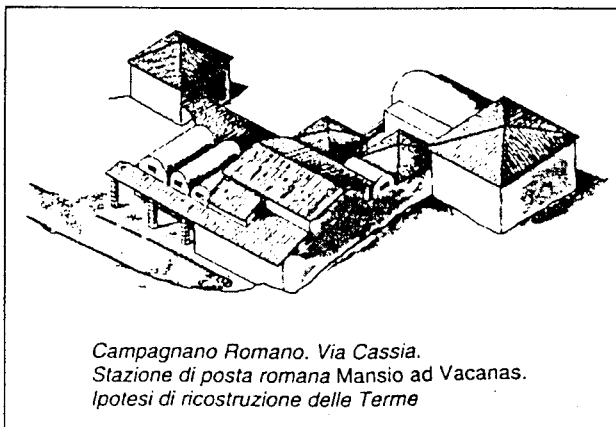 Campagnano Romano. Via Cassia.
Stazione di posta romana Mansio ad Vacanas.
Ipotesi di ricostruzione delle Terme